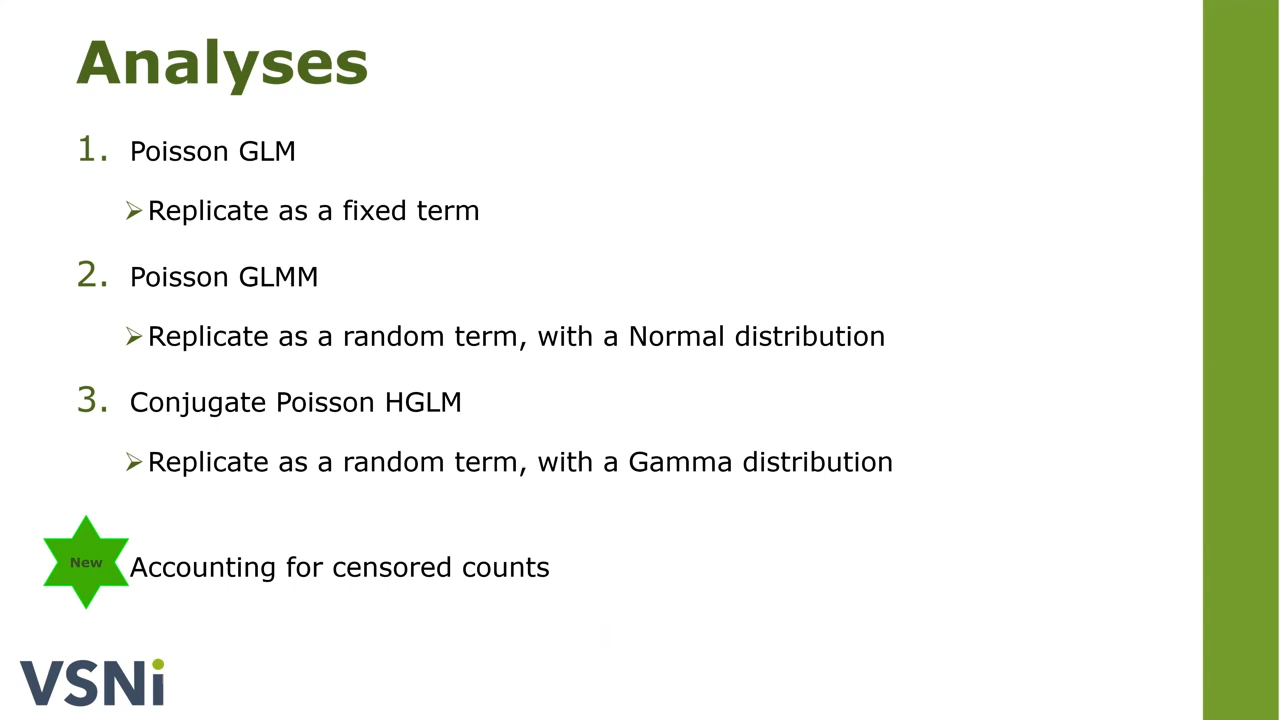 Analyses
1. Poisson GLM
➢Replicate as a fixed term
2. Poisson GLMM
➢Replicate as a random term, with a Normal distribution
3. Conjugate Poisson HGLM
➢Replicate as a random term, with a Gamma distribution
New Accounting for censored counts
VSNi